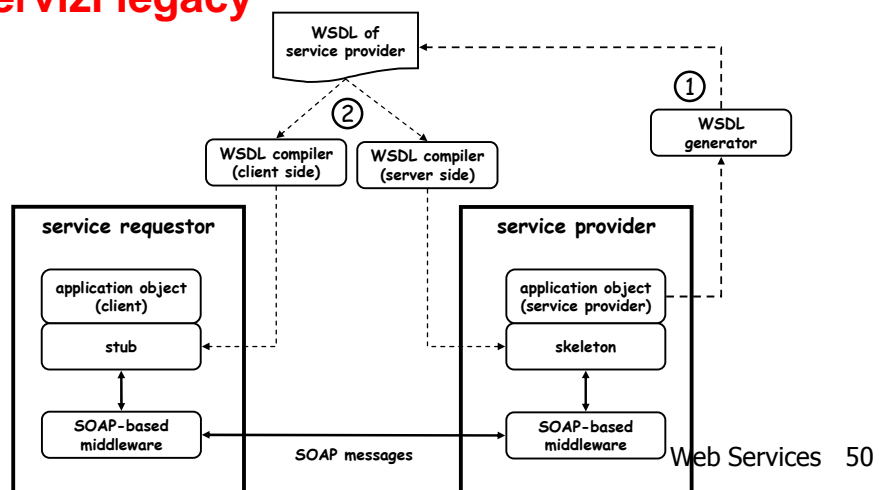 servizi legacy
WSDL of
service provider
1
2
WSDL
generator
WSDL compiler
(client side)
WSDL compiler
(server side)
service requestor
service provider
application object
(client)
application object
(service provider)
stub
skeleton
SOAP-based
middleware
SOAP-based
middleware
SOAP messages
Web Services 50